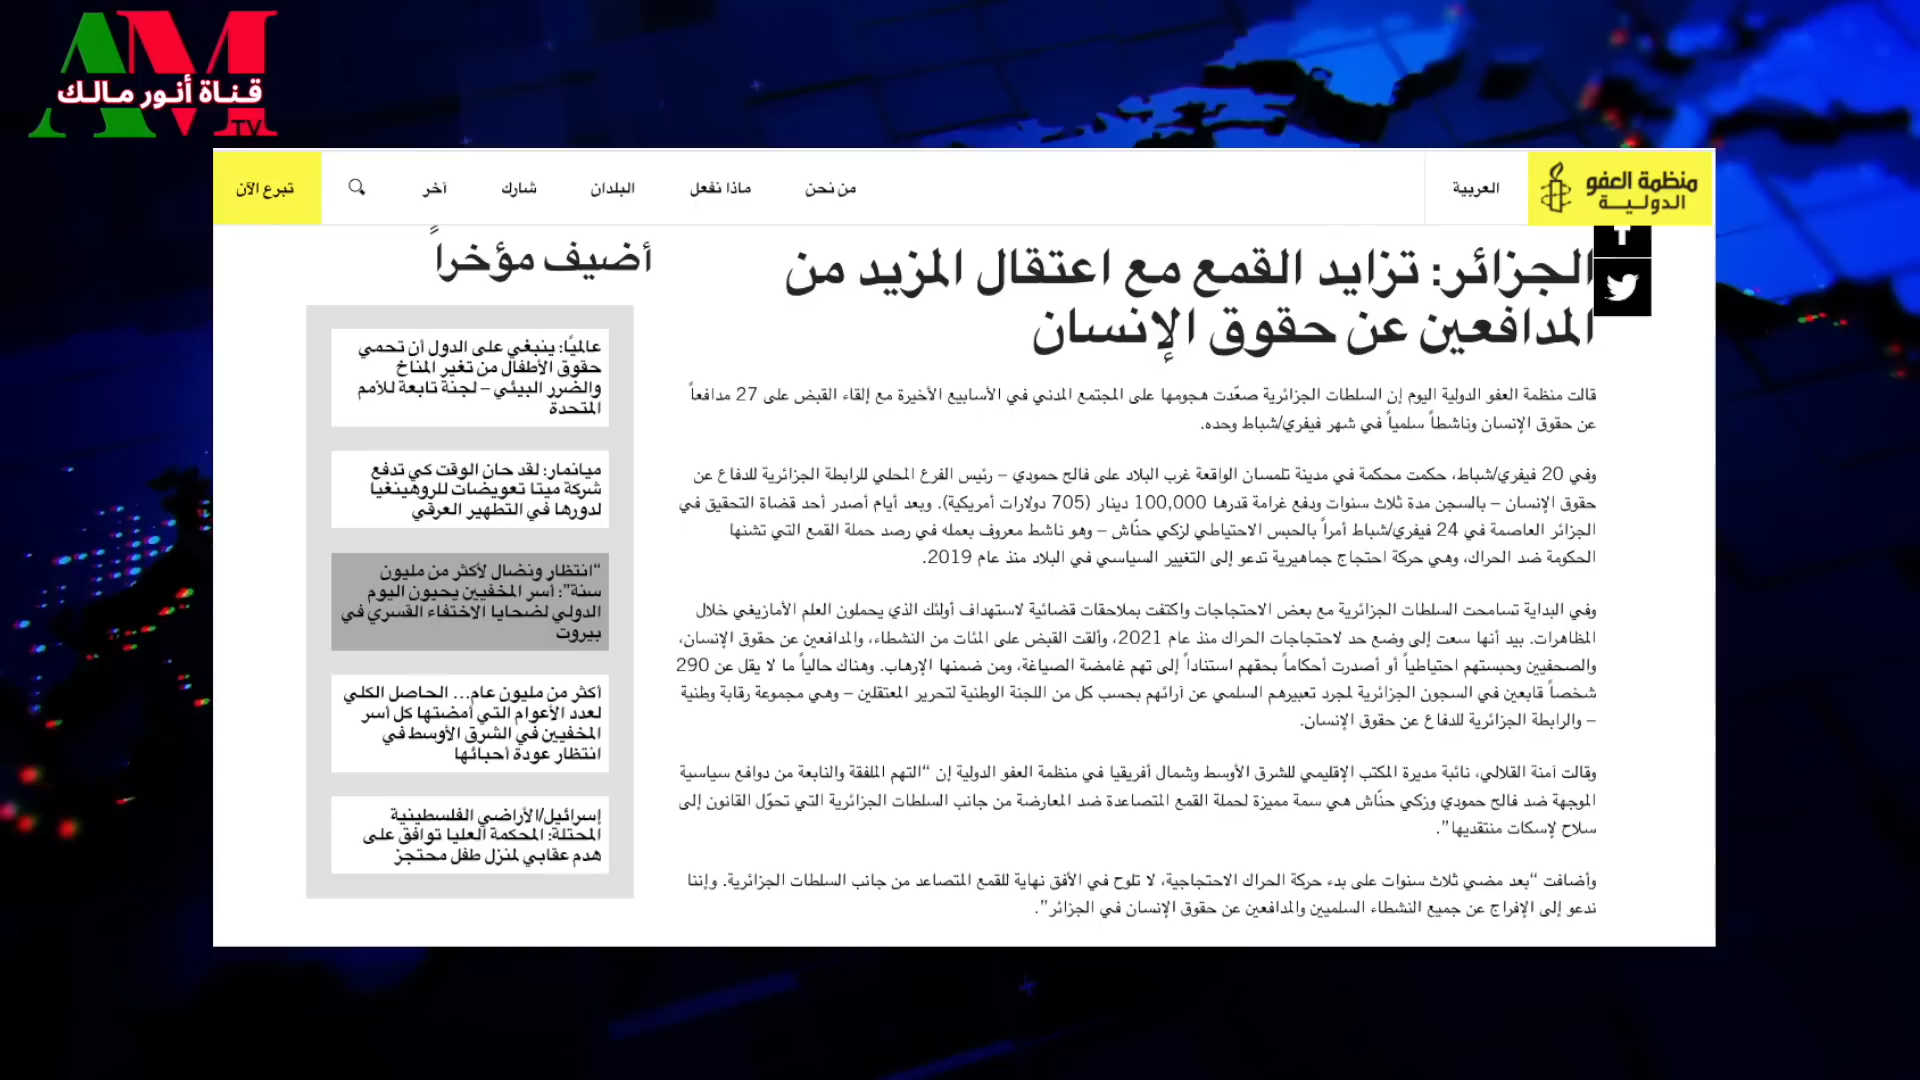 قناة أنور مالك
AM
TV
منظمة العفو
الدولية
العربية
من نحن
ماذا نفعل
البلدان
شارك
آخر
تبرع الآن
الجزائر: تزايد القمع مع اعتقال المزيد من
المدافعين عن حقوق الإنسان
قالت منظمة العفو الدولية اليوم إن السلطات الجزائرية صعّدت هجومها على المجتمع المدني في الأسابيع الأخيرة مع إلقاء القبض على 27 مدافعاً
عن حقوق الإنسان وناشطاً سلمياً في شهر فيفري/شباط وحده.
وفي 20 فيفري/شباط، حكمت محكمة في مدينة تلمسان الواقعة غرب البلاد على فالح حمودي – رئيس الفرع المحلي للرابطة الجزائرية للدفاع عن
حقوق الإنسان – بالسجن مدة ثلاث سنوات ودفع غرامة قدرها 100,000 دينار (705 دولارات أمريكية). وبعد أيام أصدر أحد قضاة التحقيق في
الجزائر العاصمة في 24 فيفري/شباط أمراً بالحبس الاحتياطي لزكي حنّاش – وهو ناشط معروف بعمله في رصد حملة القمع التي تشنها
الحكومة ضد الحراك، وهي حركة احتجاج جماهيرية تدعو إلى التغيير السياسي في البلاد منذ عام 2019.
وفي البداية تسامحت السلطات الجزائرية مع بعض الاحتجاجات واكتفت بملاحقات قضائية لاستهداف أولئك الذي يحملون العلم الأمازيغي خلال
المظاهرات. بيد أنها سعت إلى وضع حد لاحتجاجات الحراك منذ عام 2021، وألقت القبض على المئات من النشطاء، والمدافعين عن حقوق الإنسان،
والصحفيين وحبستهم احتياطياً أو أصدرت أحكاماً بحقهم استناداً إلى تهم غامضة الصياغة، ومن ضمنها الإرهاب. وهناك حالياً ما لا يقل عن 290
شخصاً قابعين في السجون الجزائرية لمجرد تعبيرهم السلمي عن آرائهم بحسب كل من اللجنة الوطنية لتحرير المعتقلين – وهي مجموعة رقابة وطنية
– والرابطة الجزائرية للدفاع عن حقوق الإنسان.
وقالت آمنة القلالي، نائبة مديرة المكتب الإقليمي للشرق الأوسط وشمال أفريقيا في منظمة العفو الدولية إن “التهم الملفقة والنابعة من دوافع سياسية
الموجهة ضد فالح حمودي وزكي حنّاش هي سمة مميزة لحملة القمع المتصاعدة ضد المعارضة من جانب السلطات الجزائرية التي تحوّل القانون إلى
سلاح لإسكات منتقديها”.
وأضافت “بعد مضي ثلاث سنوات على بدء حركة الحراك الاحتجاجية، لا تلوح في الأفق نهاية للقمع المتصاعد من جانب السلطات الجزائرية. وإننا
ندعو إلى الإفراج عن جميع النشطاء السلميين والمدافعين عن حقوق الإنسان في الجزائر”.
أضيف مؤخراً
عالميًا: ينبغي على الدول أن تحمي
حقوق الأطفال من تغير المناخ
والضرر البيئي – لجنة تابعة للأمم
المتحدة
ميانمار: لقد حان الوقت كي تدفع
شركة ميتا تعويضات للروهينغيا
لدورها في التطهير العرقي
“انتظار ونضال لأكثر من مليون
سنة”: أسر المخفيين يحيون اليوم
الدولي لضحايا الاختفاء القسري في
بيروت
أكثر من مليون عام... الحاصل الكلي
لعدد الأعوام التي أمضتها كل أسر
المخفيين في الشرق الأوسط في
انتظار عودة أحبائها
إسرائيل/الأراضي الفلسطينية
المحتلة: المحكمة العليا توافق على
هدم عقابي لمنزل طفل محتجز